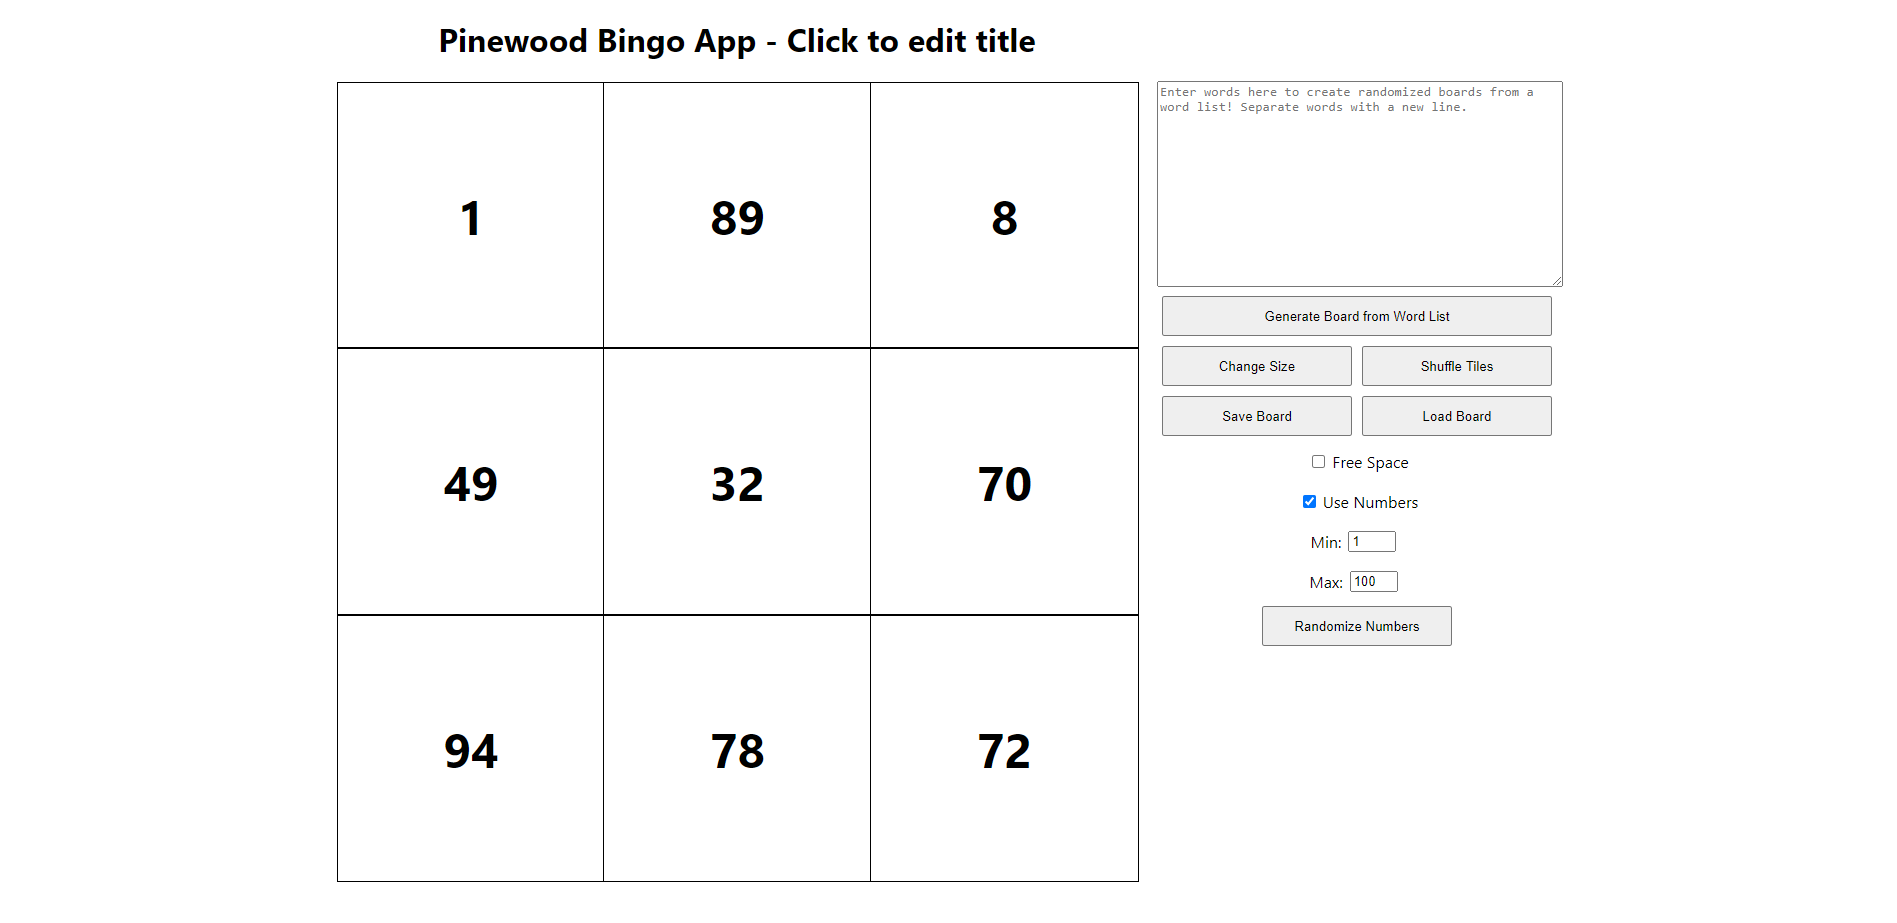 Pinewood Bingo App - Click to edit title
1 89 8
49 32 70
94 78 72
Enter words here to create randomized boards from a
word list! Separate words with a new line.
Generate Board from Word List
Change Size
Shuffle Tiles
Save Board
Load Board
Free Space
Use Numbers
Min: 1
Max: 100
Randomize Numbers